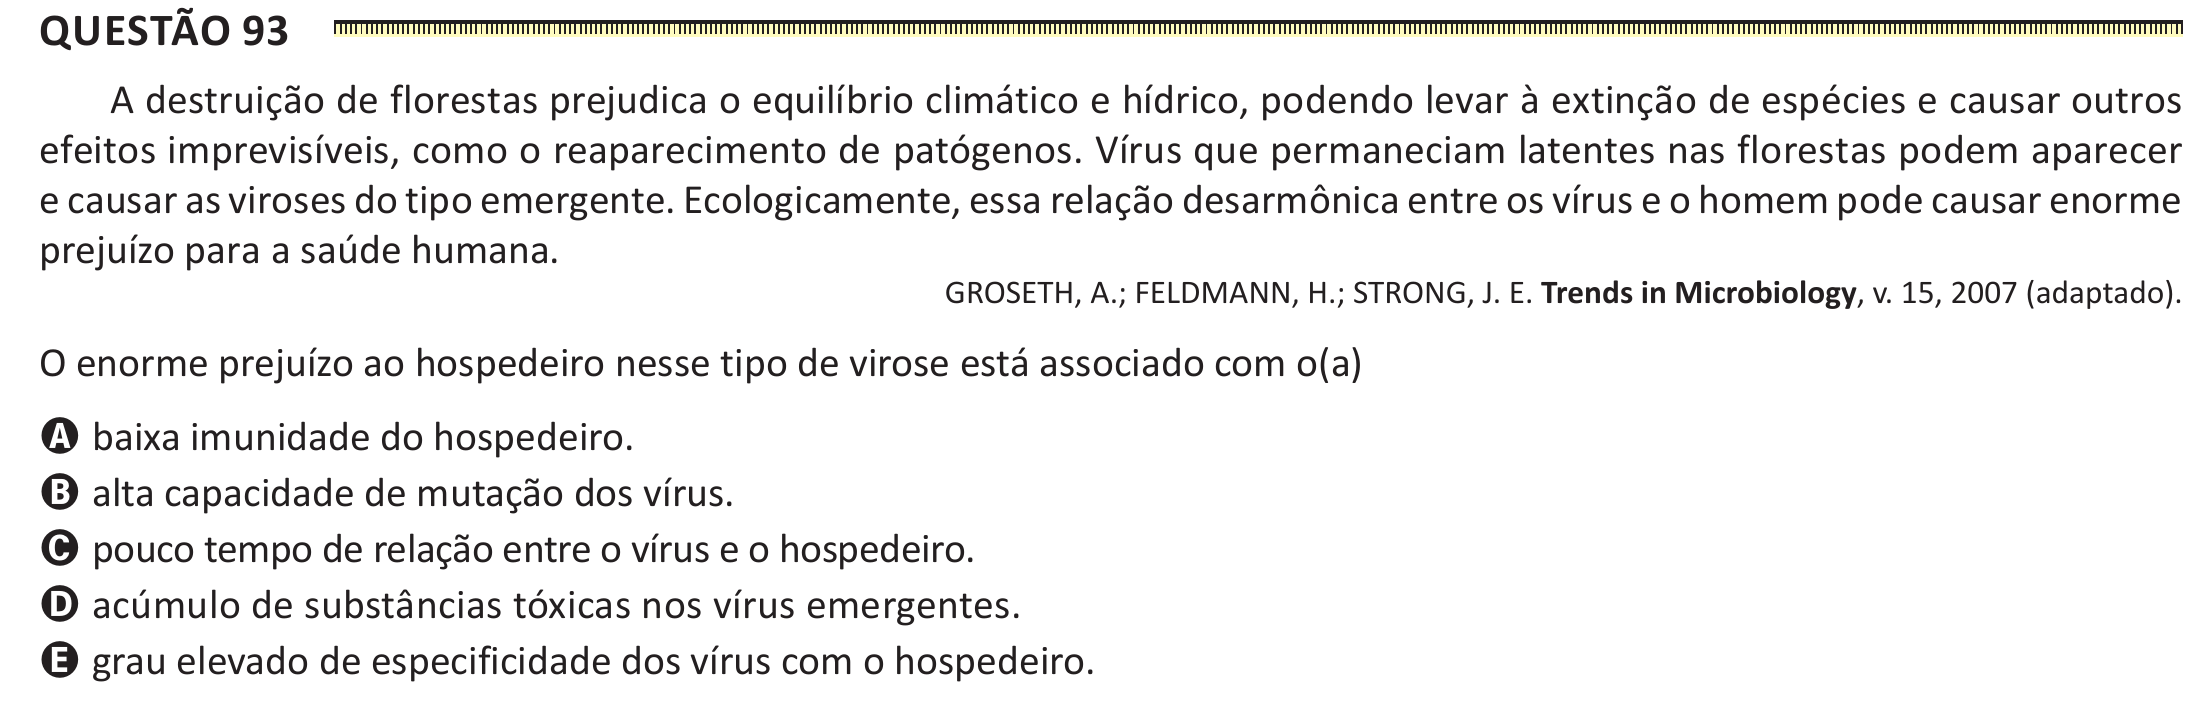 QUESTÃO 93
A destruição de florestas prejudica o equilíbrio climático e hídrico, podendo levar à extinção de espécies e causar outros
efeitos imprevisíveis, como o reaparecimento de patógenos. Vírus que permaneciam latentes nas florestas podem aparecer
e causar as viroses do tipo emergente. Ecologicamente, essa relação desarmônica entre os vírus e o homem pode causar enorme
prejuízo para a saúde humana.
GROSETH, A.; FELDMANN, H.; STRONG, J. E. Trends in Microbiology, v. 15, 2007 (adaptado).
O enorme prejuízo ao hospedeiro nesse tipo de virose está associado com o(a)
A baixa imunidade do hospedeiro.
B alta capacidade de mutação dos vírus.
C pouco tempo de relação entre o vírus e o hospedeiro.
D acúmulo de substâncias tóxicas nos vírus emergentes.
E grau elevado de especificidade dos vírus com o hospedeiro.